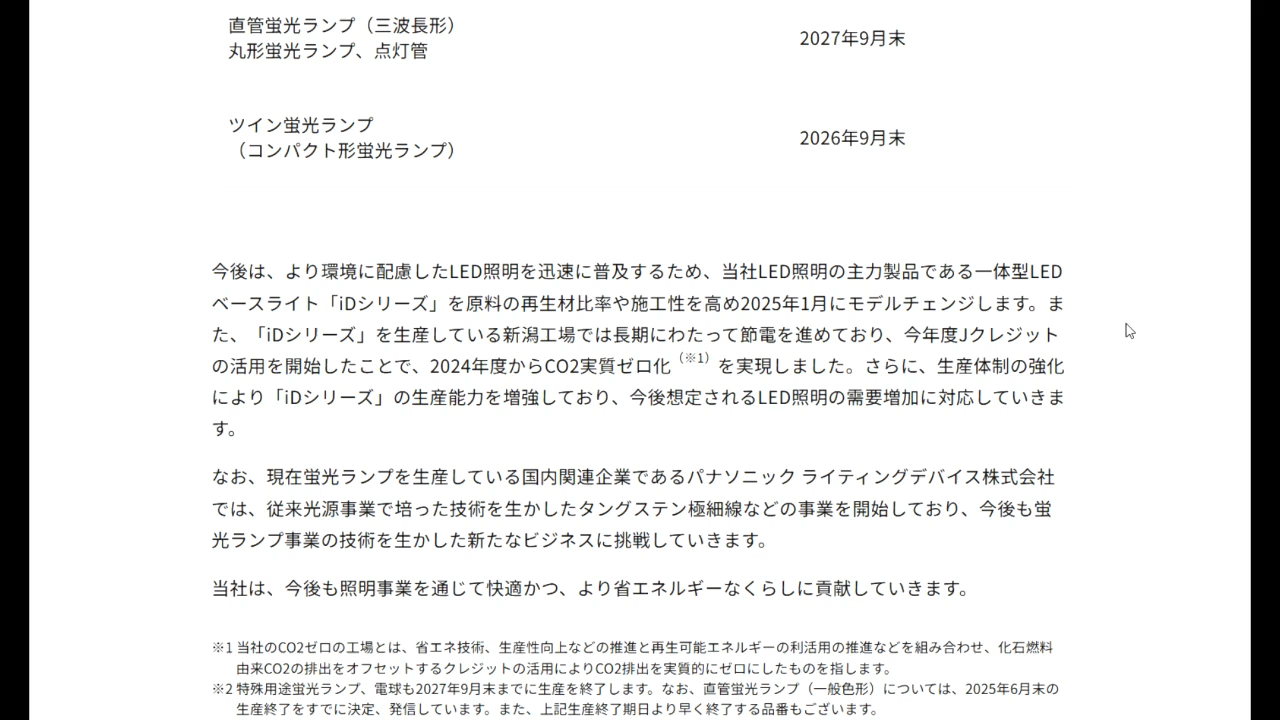 直管蛍光ランプ（三波長形）
丸形蛍光ランプ、点灯管
2027年9月末
ツイン蛍光ランプ
（コンパクト形蛍光ランプ）
2026年9月末
今後は、より環境に配慮したLED照明を迅速に普及するため、当社LED照明の主力製品である一体型LED
ベースライト「iDシリーズ」を原料の再生材比率や施工性を高め2025年1月にモデルチェンジします。ま
た、「iDシリーズ」を生産している新潟工場では長期にわたって節電を進めており、今年度Jクレジット
の活用を開始したことで、2024年度からCO2実質ゼロ化（※1）を実現しました。さらに、生産体制の強化
により「iDシリーズ」の生産能力を増強しており、今後想定されるLED照明の需要増加に対応していきま
す。
なお、現在蛍光ランプを生産している国内関連企業であるパナソニック ライティングデバイス株式会社
では、従来光源事業で培った技術を生かしたタングステン極細線などの事業を開始しており、今後も蛍
光ランプ事業の技術を生かした新たなビジネスに挑戦していきます。
当社は、今後も照明事業を通じて快適かつ、より省エネルギーなくらしに貢献していきます。
※1 当社のCO2ゼロの工場とは、省エネ技術、生産性向上などの推進と再生可能エネルギーの利活用の推進などを組み合わせ、化石燃料
由来CO2の排出をオフセットするクレジットの活用によりCO2排出を実質的にゼロにしたものを指します。
※2 特殊用途蛍光ランプ、電球も2027年9月末までに生産を終了します。なお、直管蛍光ランプ（一般色形）については、2025年6月末の
生産終了をすでに決定、発信しています。また、上記生産終了期日より早く終了する品番もございます。